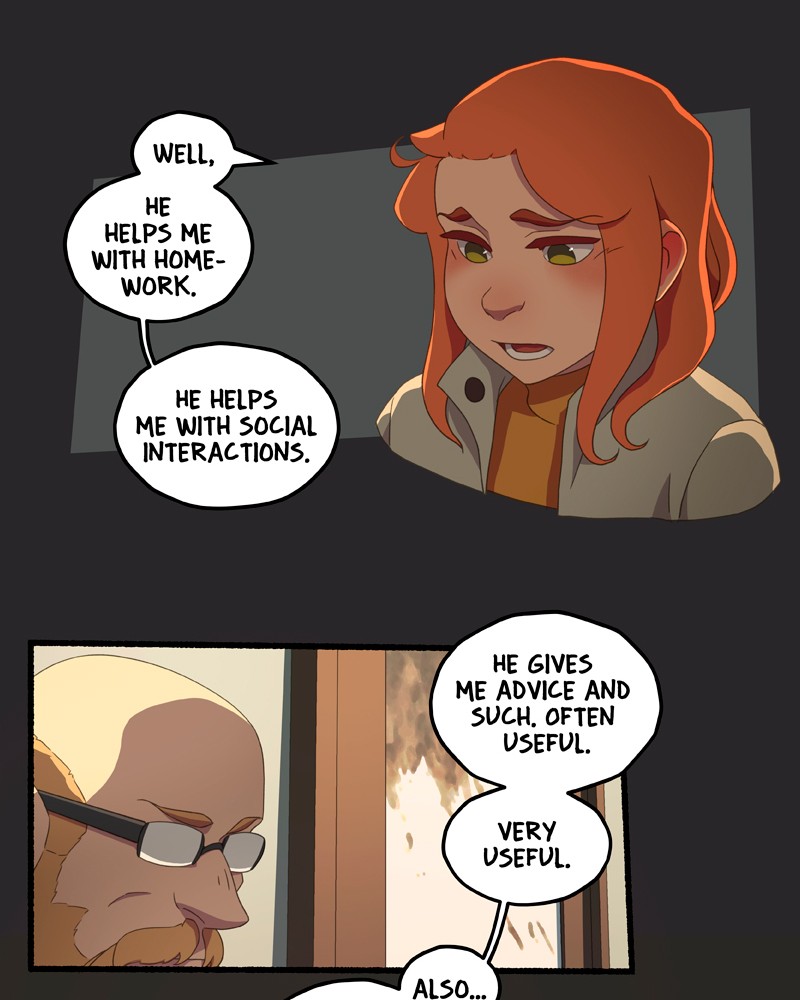 WELL,
HE
HELPS ME
WITH HOME-
WORK.
HE HELPS
ME WITH SOCIAL
INTERACTIONS.
HE GIVES
ME ADVICE AND
SUCH. OFTEN
USEFUL.
VERY
USEFUL.
ALSO...